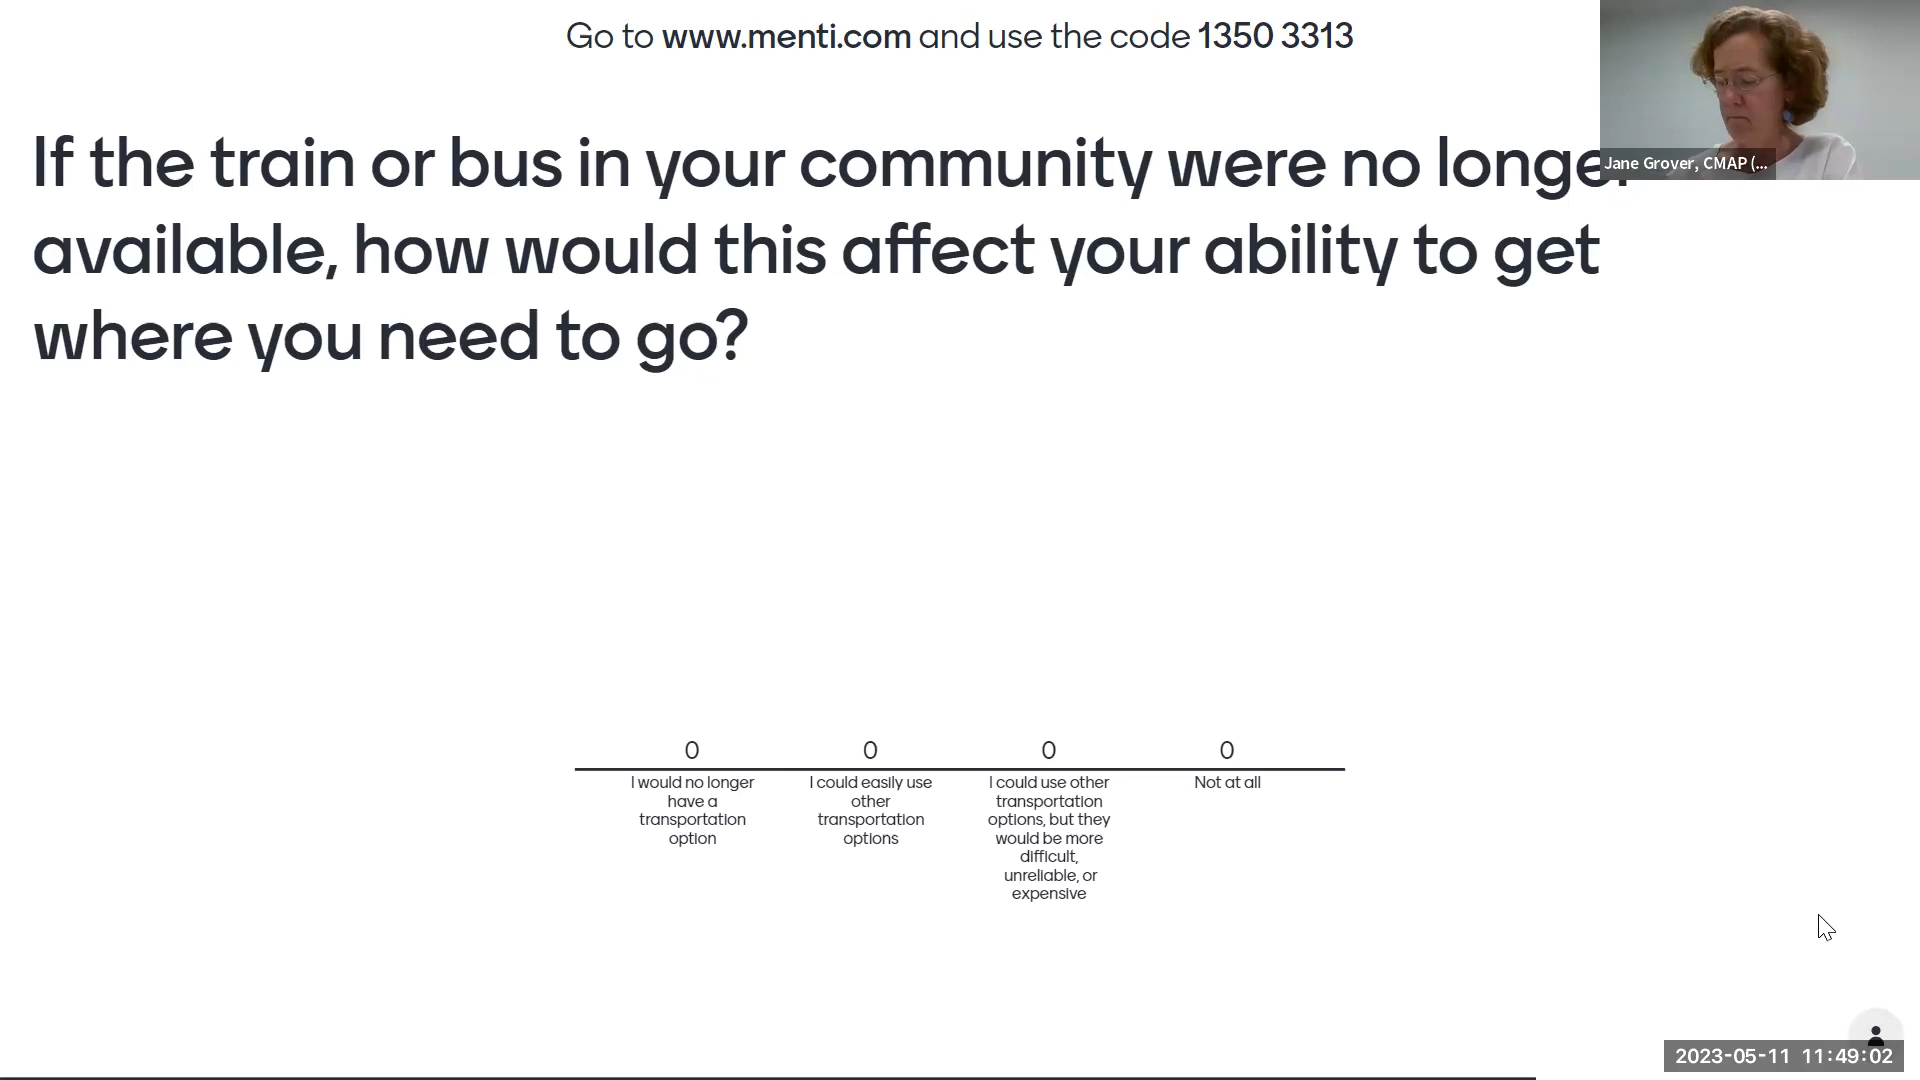 Go to www.menti.com and use the code 1350 3313
If the train or bus in your community were no longer
available, how would this affect your ability to get
where you need to go?
Jane Grover, CMAP (...
0 0 0 0
I would no longer
have a
transportation
option
I could easily use
other
transportation
options
I could use other
transportation
options, but they
would be more
difficult,
unreliable, or
expensive
Not at all
2023-05-11 11:49:02